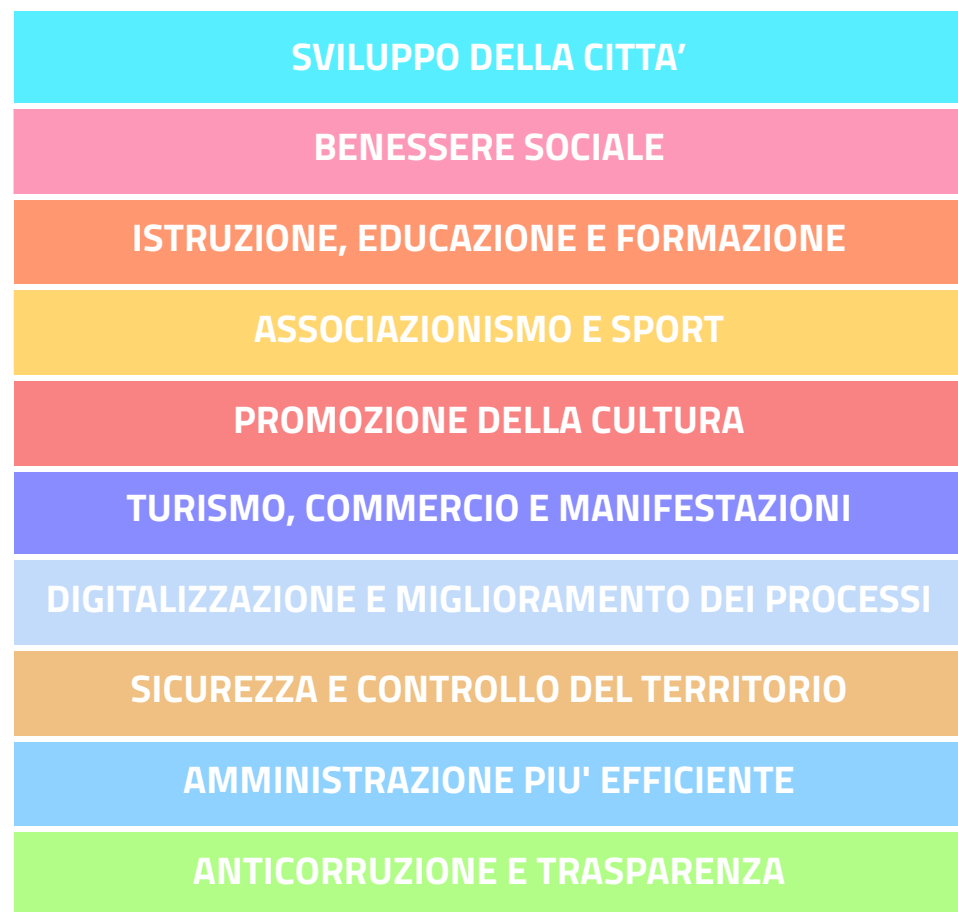 SVILUPPO DELLA CITTA’
BENESSERE SOCIALE
ISTRUZIONE, EDUCAZIONE E FORMAZIONE
ASSOCIAZIONISMO E SPORT
PROMOZIONE DELLA CULTURA
TURISMO, COMMERCIO E MANIFESTAZIONI
DIGITALIZZAZIONE E MIGLIORAMENTO DEI PROCESSI
SICUREZZA E CONTROLLO DEL TERRITORIO
AMMINISTRAZIONE PIU' EFFICIENTE
ANTICORRUZIONE E TRASPARENZA